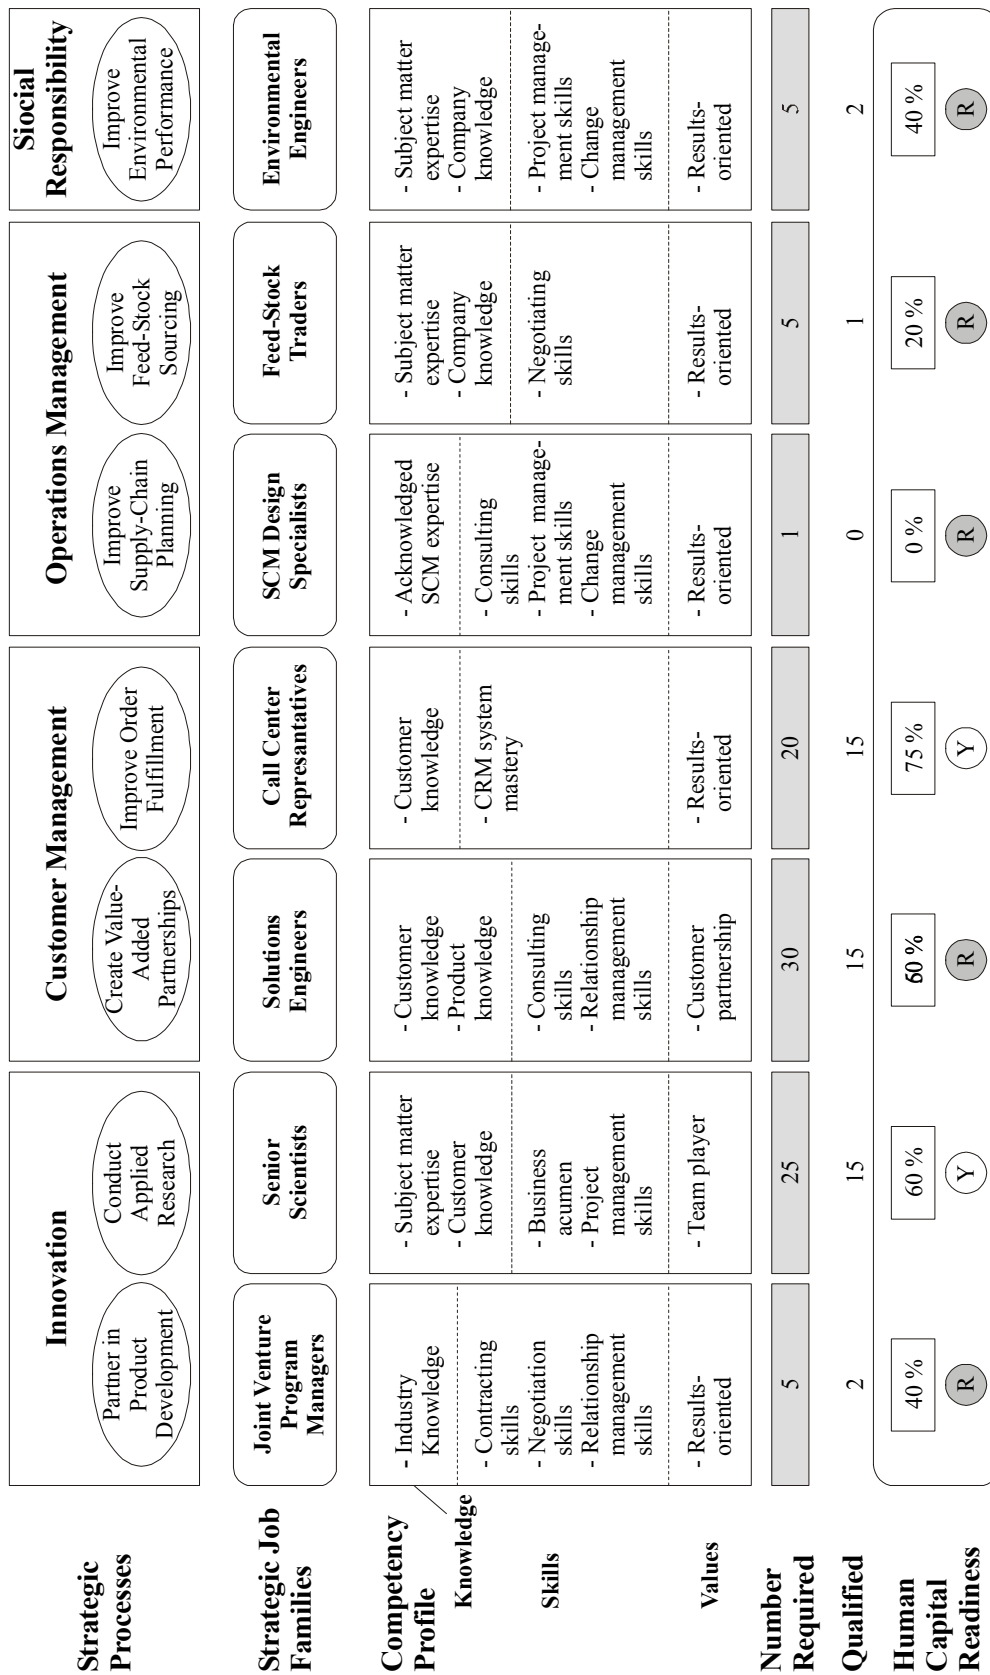 Strategic
Processes
Innovation
Partner in
Product
Development
Conduct
Applied
Research
Customer Management
Create Value-
Added
Partnerships
Improve Order
Fulfillment
Operations Management
Improve
Supply-Chain
Planning
Improve
Feed-Stock
Sourcing
Siocial
Responsibility
Improve
Environmental
Performance
Strategic Job
Families
Joint Venture
Program
Managers
Senior
Scientists
Solutions
Engineers
Call Center
Represantatives
SCM Design
Specialists
Feed-Stock
Traders
Environmental
Engineers
Competency
Profile
Knowledge
- Industry
Knowledge
- Subject matter
expertise
- Customer
knowledge
- Customer
knowledge
- Product
knowledge
- Customer
knowledge
- Acknowledged
SCM expertise
- Subject matter
expertise
- Company
knowledge
- Subject matter
expertise
- Company
knowledge
Skills
- Contracting
skills
- Negotiation
skills
- Relationship
management
skills
- Business
acumen
- Project
management
skills
- Consulting
skills
- Relationship
management
skills
- CRM system
mastery
- Consulting
skills
- Project manage-
ment skills
- Change
management
skills
- Negotiating
skills
- Project manage-
ment skills
- Change
management
skills
Values
- Results-
oriented
- Team player
- Customer
partnership
- Results-
oriented
- Results-
oriented
- Results-
oriented
- Results-
oriented
Number
Required
5
25
30
20
1
5
5
Qualified
2
15
15
15
0
1
2
Human
Capital
Readiness
40 %
60 %
%
75 %
0 %
20 %
40 %
R
Y
R
Y
R
R
R